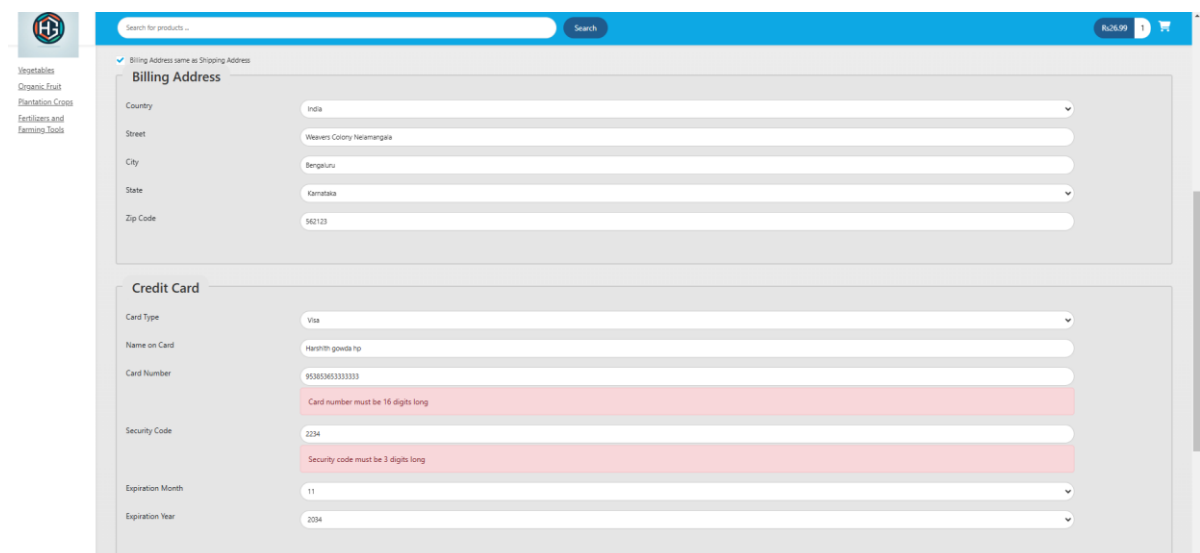 HG
Search for products ..
Search
Rs26.99 1
Vegetables
Organic Fruit
Plantation Crops
Fertilizers and
Farming Tools
Billing Address same as Shipping Address
Billing Address
Country
India
Street
Weavers Colony Nelamangala
City
Bengaluru
State
Karnataka
Zip Code
562123
Credit Card
Card Type
Visa
Name on Card
Harshith gowda hp
Card Number
953853653333333
Card number must be 16 digits long
Security Code
2234
Security code must be 3 digits long
Expiration Month
11
Expiration Year
2034